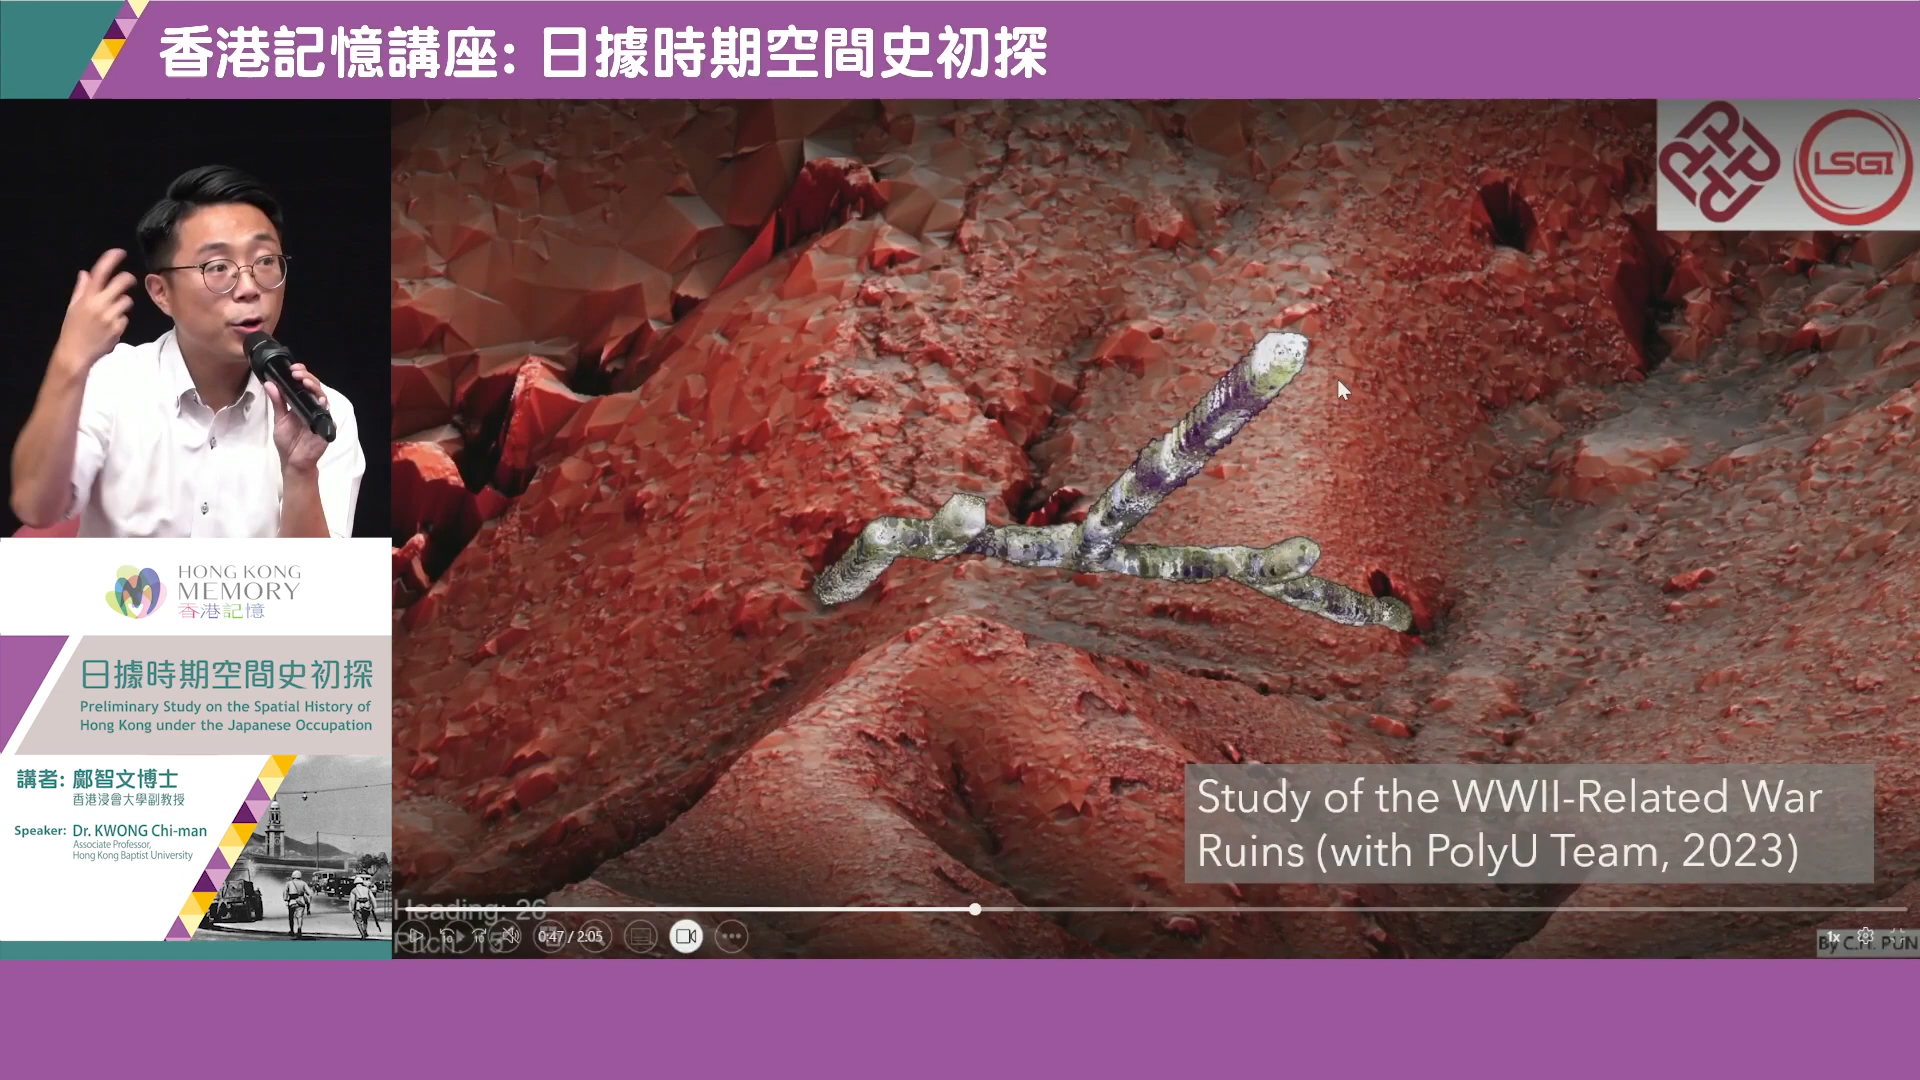 香港記憶講座: 日據時期空間史初探
LSGI
HONG KONG
MEMORY
香港記憶
日據時期空間史初探
Preliminary Study on the Spatial History of
Hong Kong under the Japanese Occupation
講者: 鄺智文博士
香港浸會大學副教授
Speaker: Dr. KWONG Chi-man
Associate Professor,
Hong Kong Baptist University
Study of the WWII-Related War
Ruins (with PolyU Team, 2023)
Heading: 26
Pitch: 15
0:47 / 2:05
1x
By C.H. PUN